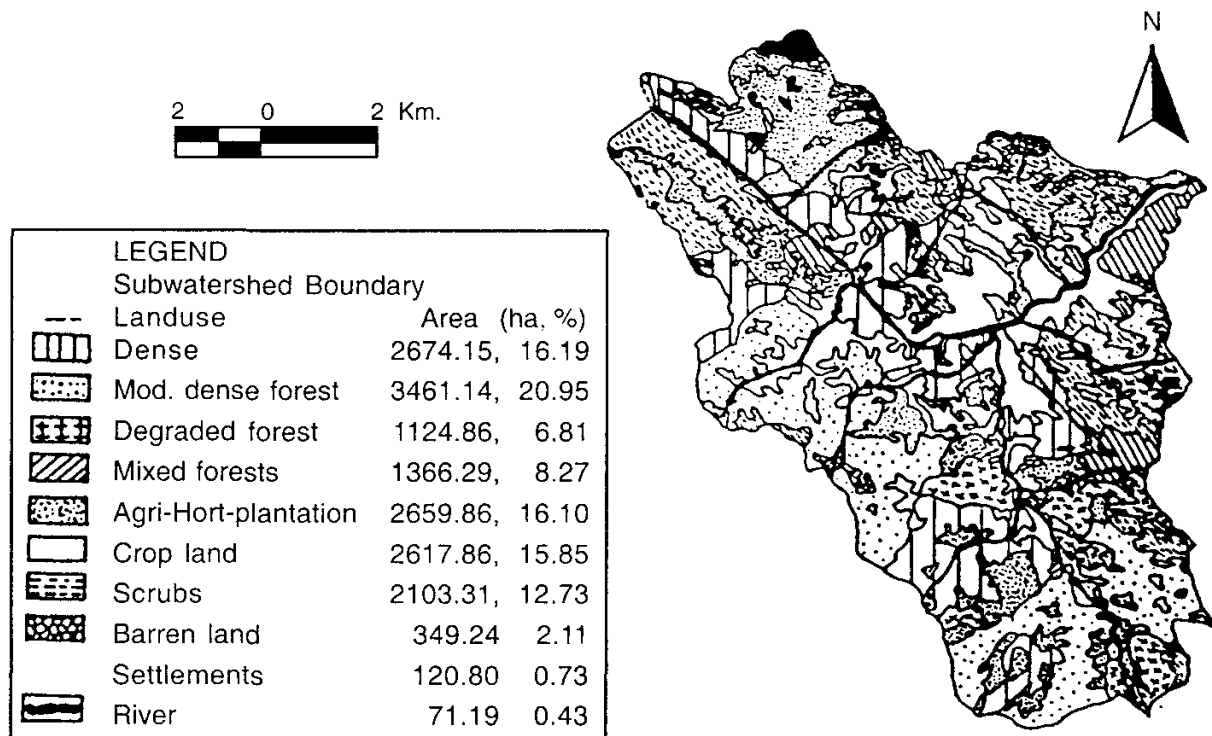 N
2 0 2 Km.
LEGEND
Subwatershed Boundary
Landuse Area (ha, %)
Dense 2674.15, 16.19
Mod. dense forest 3461.14, 20.95
Degraded forest 1124.86, 6.81
Mixed forests 1366.29, 8.27
Agri-Hort-plantation 2659.86, 16.10
Crop land 2617.86, 15.85
Scrubs 2103.31, 12.73
Barren land 349.24 2.11
Settlements 120.80 0.73
River 71.19 0.43